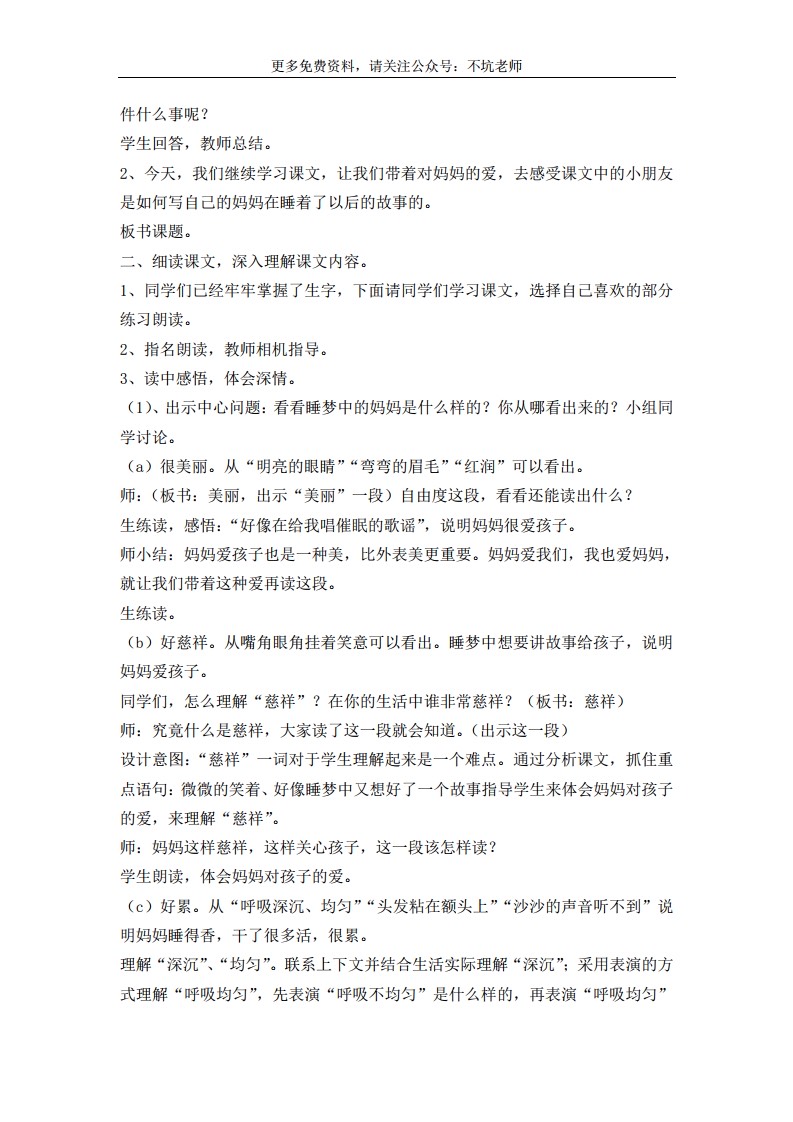 更多免费资料，请关注公众号：不坑老师
件什么事呢？
学生回答，教师总结。
2、今天，我们继续学习课文，让我们带着对妈妈的爱，去感受课文中的小朋友
是如何写自己的妈妈在睡着了以后的故事的。
板书课题。
二、细读课文，深入理解课文内容。
1、同学们已经牢牢掌握了生字，下面请同学们学习课文，选择自己喜欢的部分
练习朗读。
2、指名朗读，教师相机指导。
3、读中感悟，体会深情。
（1）、出示中心问题：看看睡梦中的妈妈是什么样的？你从哪看出来的？小组同
学讨论。
（a）很美丽。从“明亮的眼睛”“弯弯的眉毛”“红润”可以看出。
师：（板书：美丽，出示“美丽”一段）自由度这段，看看还能读出什么？
生练读，感悟：“好像在给我唱催眠的歌谣”，说明妈妈很爱孩子。
师小结：妈妈爱孩子也是一种美，比外表美更重要。妈妈爱我们，我也爱妈妈，
就让我们带着这种爱再读这段。
生练读。
（b）好慈祥。从嘴角眼角挂着笑意可以看出。睡梦中想要讲故事给孩子，说明
妈妈爱孩子。
同学们，怎么理解“慈祥”？在你的生活中谁非常慈祥？（板书：慈祥）
师：究竟什么是慈祥，大家读了这一段就会知道。（出示这一段）
设计意图：“慈祥”一词对于学生理解起来是一个难点。通过分析课文，抓住重
点语句：微微的笑着、好像睡梦中又想好了一个故事指导学生来体会妈妈对孩子
的爱，来理解“慈祥”。
师：妈妈这样慈祥，这样关心孩子，这一段该怎样读？
学生朗读，体会妈妈对孩子的爱。
（c）好累。从“呼吸深沉、均匀”“头发粘在额头上”“沙沙的声音听不到”说
明妈妈睡得香，干了很多活，很累。
理解“深沉”、“均匀”。联系上下文并结合生活实际理解“深沉”；采用表演的方
式理解“呼吸均匀”，先表演“呼吸不均匀”是什么样的，再表演“呼吸均匀”